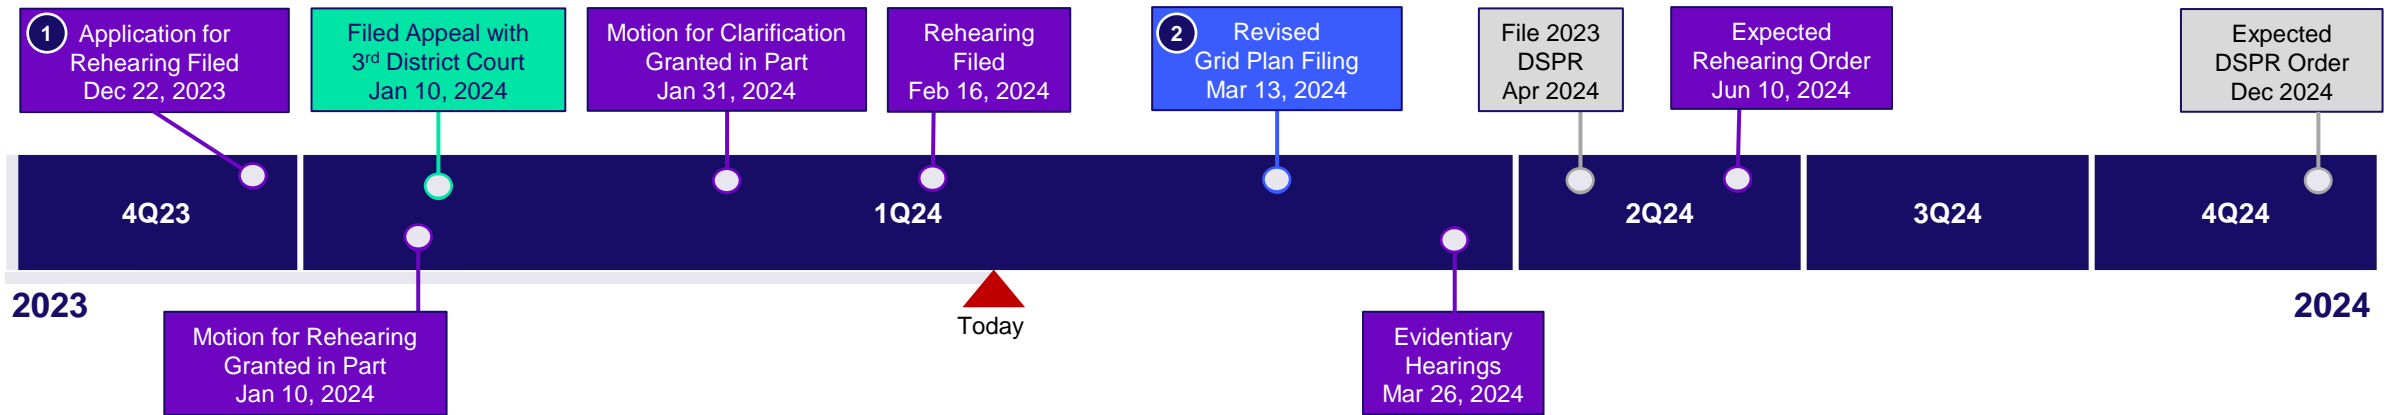 1
Application for
Rehearing Filed
Dec 22, 2023
Filed Appeal with
3rd District Court
Jan 10, 2024
Motion for Clarification
Granted in Part
Jan 31, 2024
Rehearing
Filed
Feb 16, 2024
2
Revised
Grid Plan Filing
Mar 13, 2024
File 2023
DSPR
Apr 2024
Expected
Rehearing Order
Jun 10, 2024
Expected
DSPR Order
Dec 2024
4Q23
1Q24
2Q24
3Q24
4Q24
2023
2024
Today
Motion for Rehearing
Granted in Part
Jan 10, 2024
Evidentiary
Hearings
Mar 26, 2024